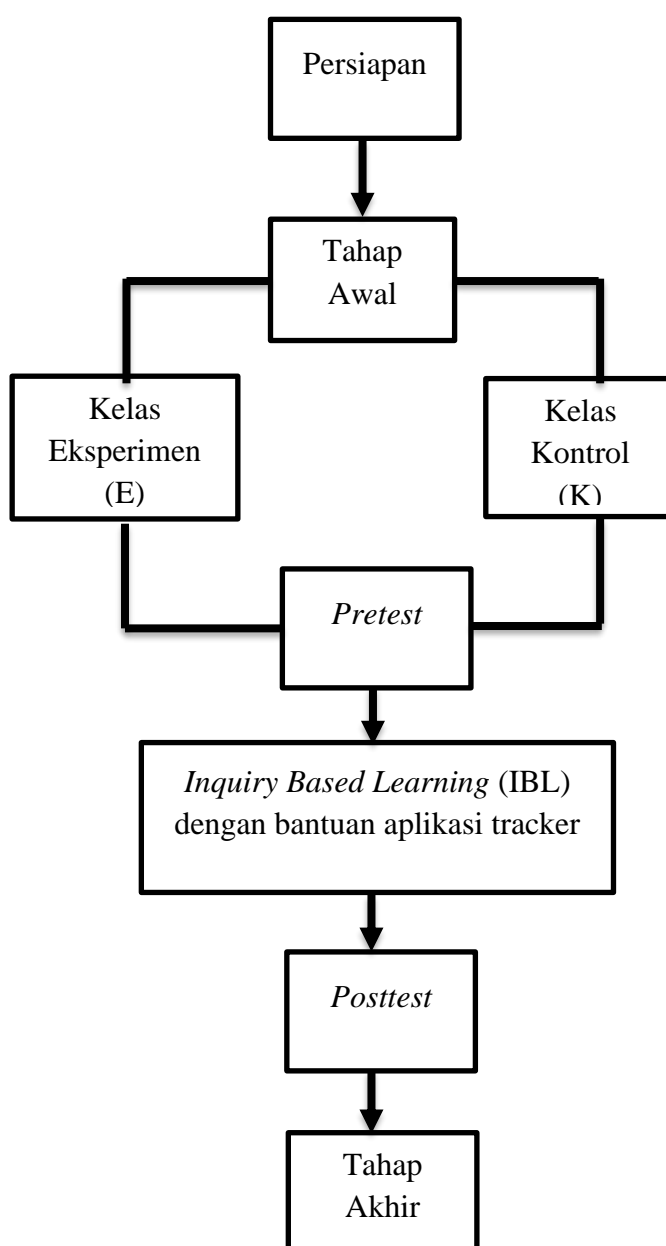 Persiapan
Tahap
Awal
Kelas
Eksperimen
(E)
Kelas
Kontrol
(K)
Pretest
Inquiry Based Learning (IBL)
dengan bantuan aplikasi tracker
Posttest
Tahap
Akhir